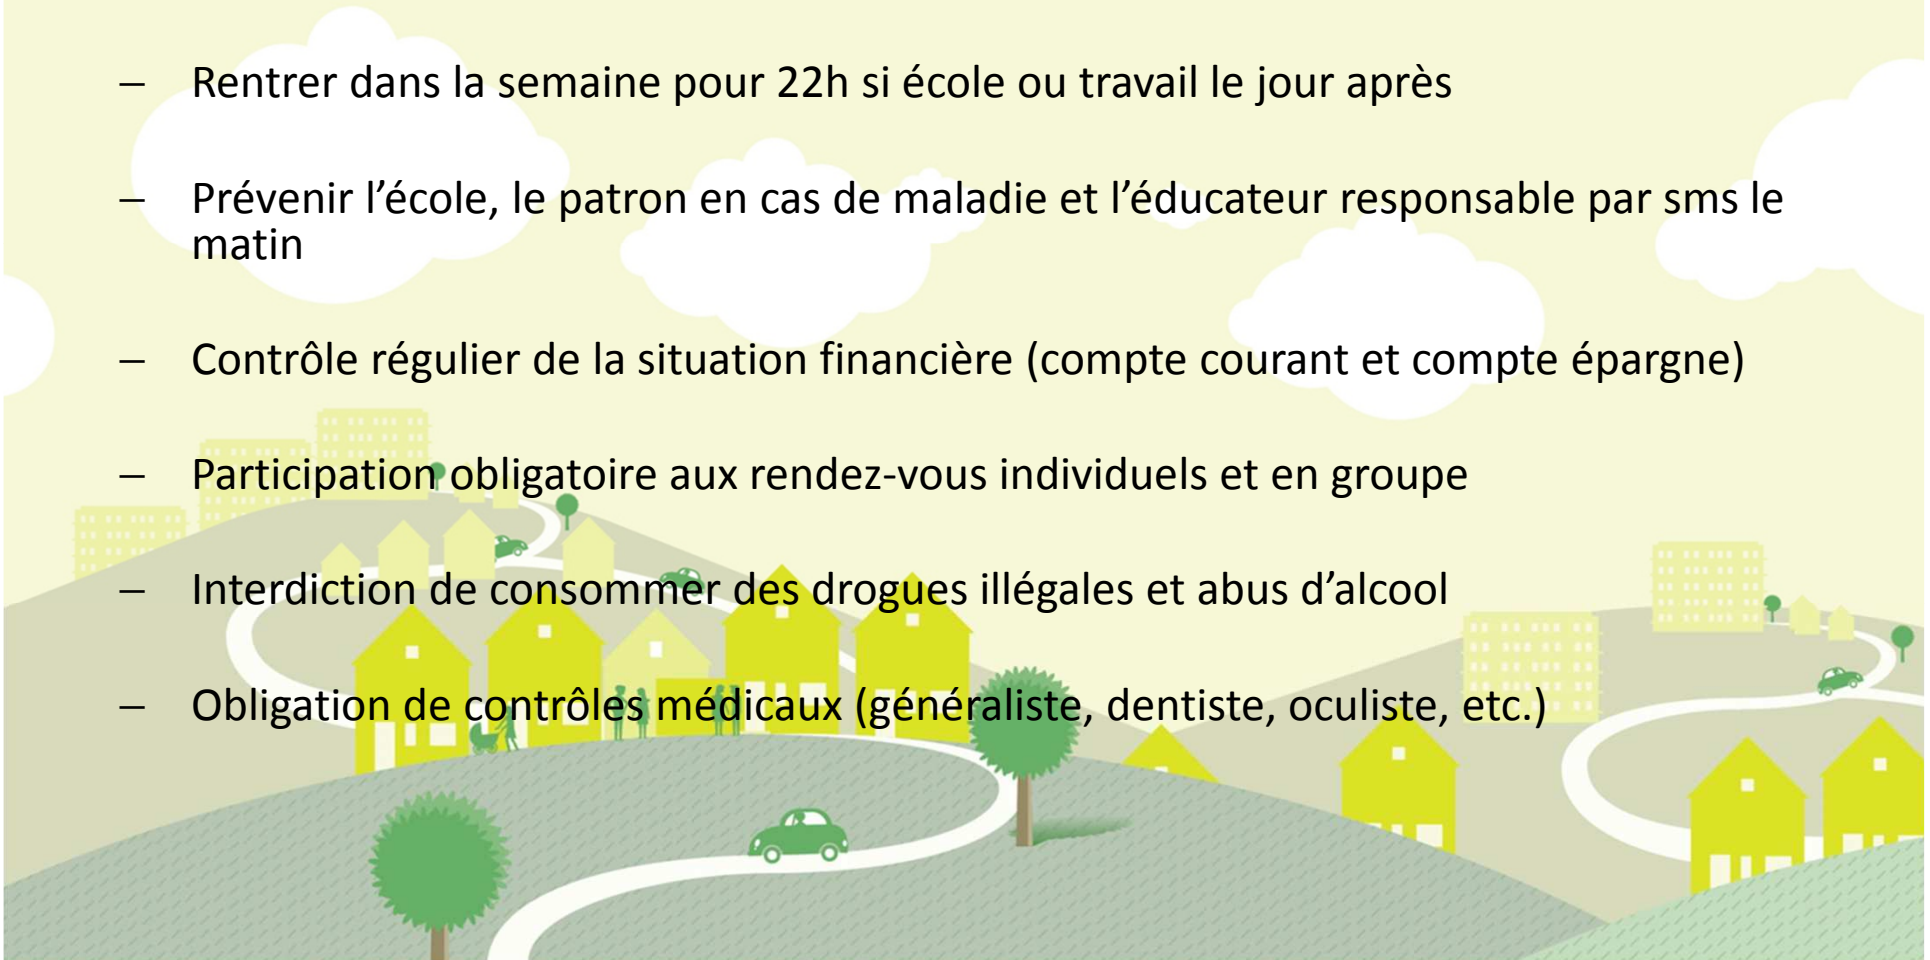 – Rentrer dans la semaine pour 22h si école ou travail le jour après
– Prévenir l’école, le patron en cas de maladie et l’éducateur responsable par sms le
matin
– Contrôle régulier de la situation financière (compte courant et compte épargne)
– Participation obligatoire aux rendez-vous individuels et en groupe
– Interdiction de consommer des drogues illégales et abus d’alcool
– Obligation de contrôles médicaux (généraliste, dentiste, oculiste, etc.)